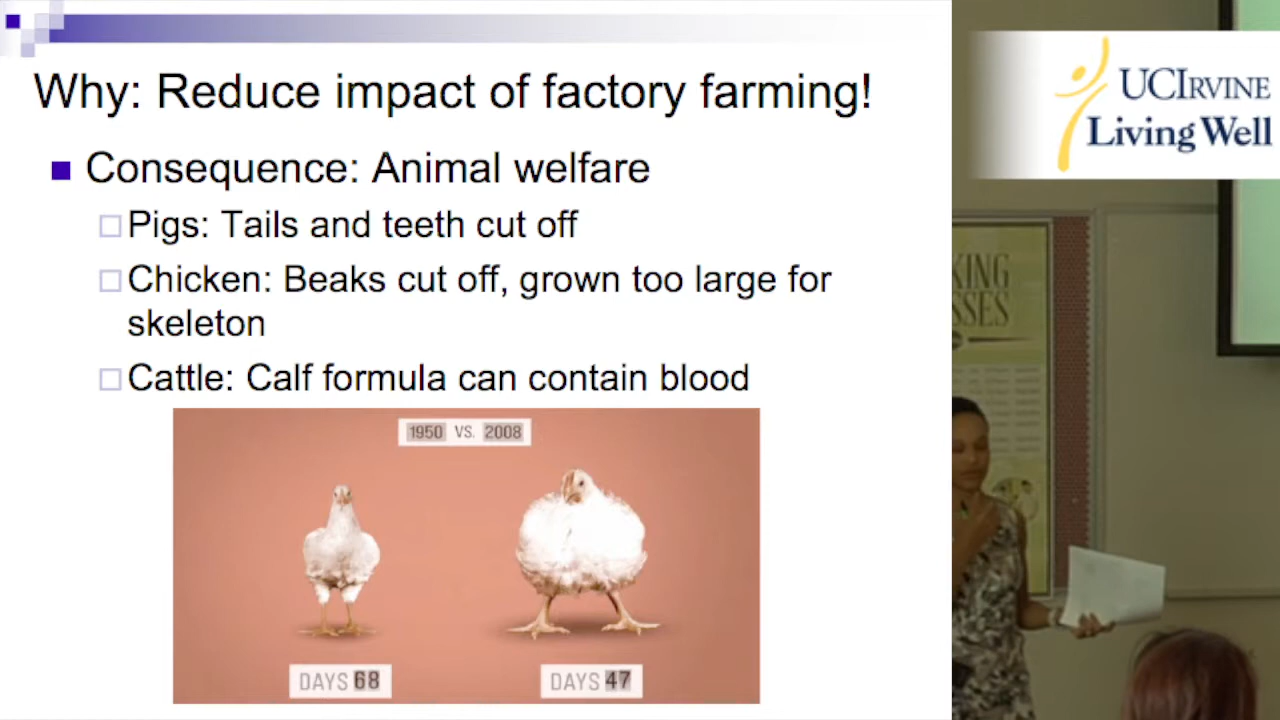 Why: Reduce impact of factory farming!
Consequence: Animal welfare
Pigs: Tails and teeth cut off
Chicken: Beaks cut off, grown too large for
skeleton
Cattle: Calf formula can contain blood
1950 VS. 2008
DAYS 68
DAYS 47
UCIRVINE
Living Well
KING
SSES